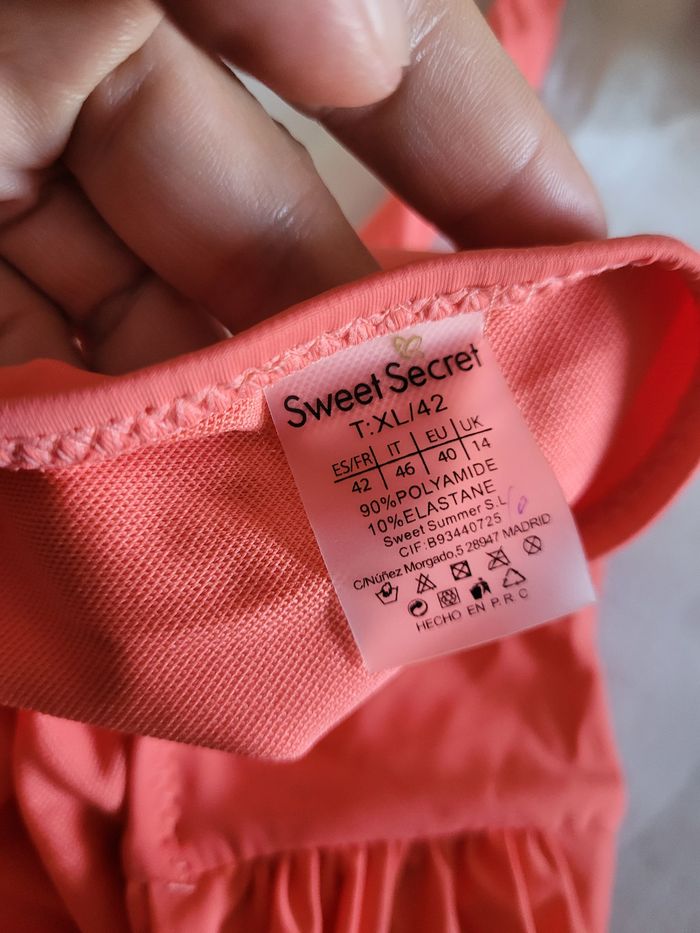 Sweet Secret
T:XL/42
ES/FR IT EU UK
42 46 40 14
90%POLYAMIDE
10%ELASTANE
Sweet Summer S.L
CIF:B93440725
C/Núñez Morgado,5 28947 MADRID
HECHO EN P. R. C